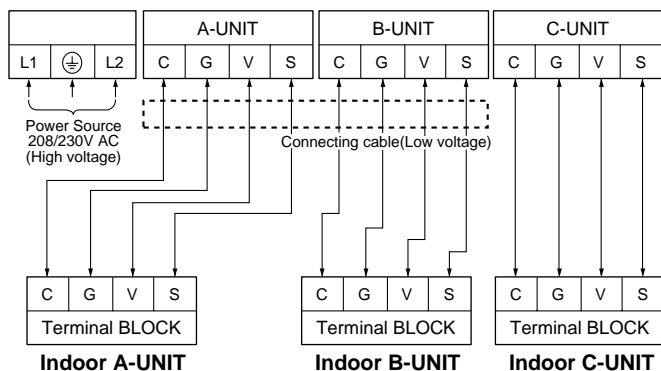 A-UNIT B-UNIT C-UNIT
L1 L2 C G V S C G V S C G V S
Power Source
208/230V AC
(High voltage)
Connecting cable(Low voltage)
C G V S C G V S C G V S
Terminal BLOCK Terminal BLOCK Terminal BLOCK
Indoor A-UNIT Indoor B-UNIT Indoor C-UNIT